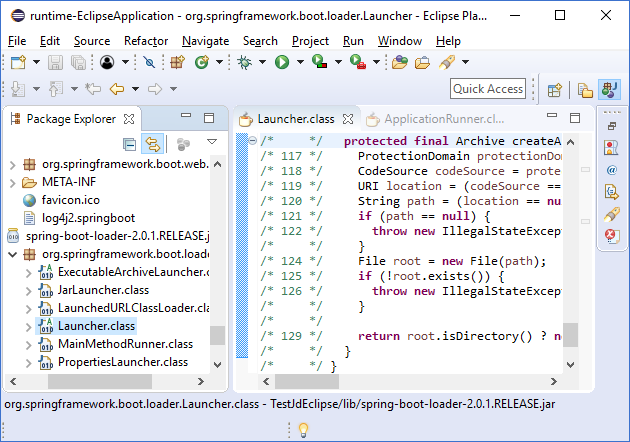 runtime-EclipseApplication - org.springframework.boot.loader.Launcher - Eclipse Pla...
File Edit Source Refactor Navigate Search Project Run Window Help
Quick Access
Package Explorer
org.springframework.boot.web.
META-INF
favicon.ico
log4j2.springboot
spring-boot-loader-2.0.1.RELEASE.j
org.springframework.boot.loade
ExecutableArchiveLauncher.cla
JarLauncher.class
LaunchedURLClassLoader.cla
Launcher.class
MainMethodRunner.class
PropertiesLauncher.class
Launcher.class ApplicationRunner.cl...
/* */ protected final Archive createA
/* 117 */ ProtectionDomain protectionDo
/* 118 */ CodeSource codeSource = prote
/* 119 */ URI location = (codeSource ==
/* 120 */ String path = (location == nu
/* 121 */ if (path == null) {
/* 122 */ throw new IllegalStateExcept
/* */ }
/* 124 */ File root = new File(path);
/* 125 */ if (!root.exists()) {
/* 126 */ throw new IllegalStateExcept
/* */ }
/* */
/* 129 */ return root.isDirectory() ? ne
/* */ }
/* */ }
org.springframework.boot.loader.Launcher.class - TestJdEclipse/lib/spring-boot-loader-2.0.1.RELEASE.jar